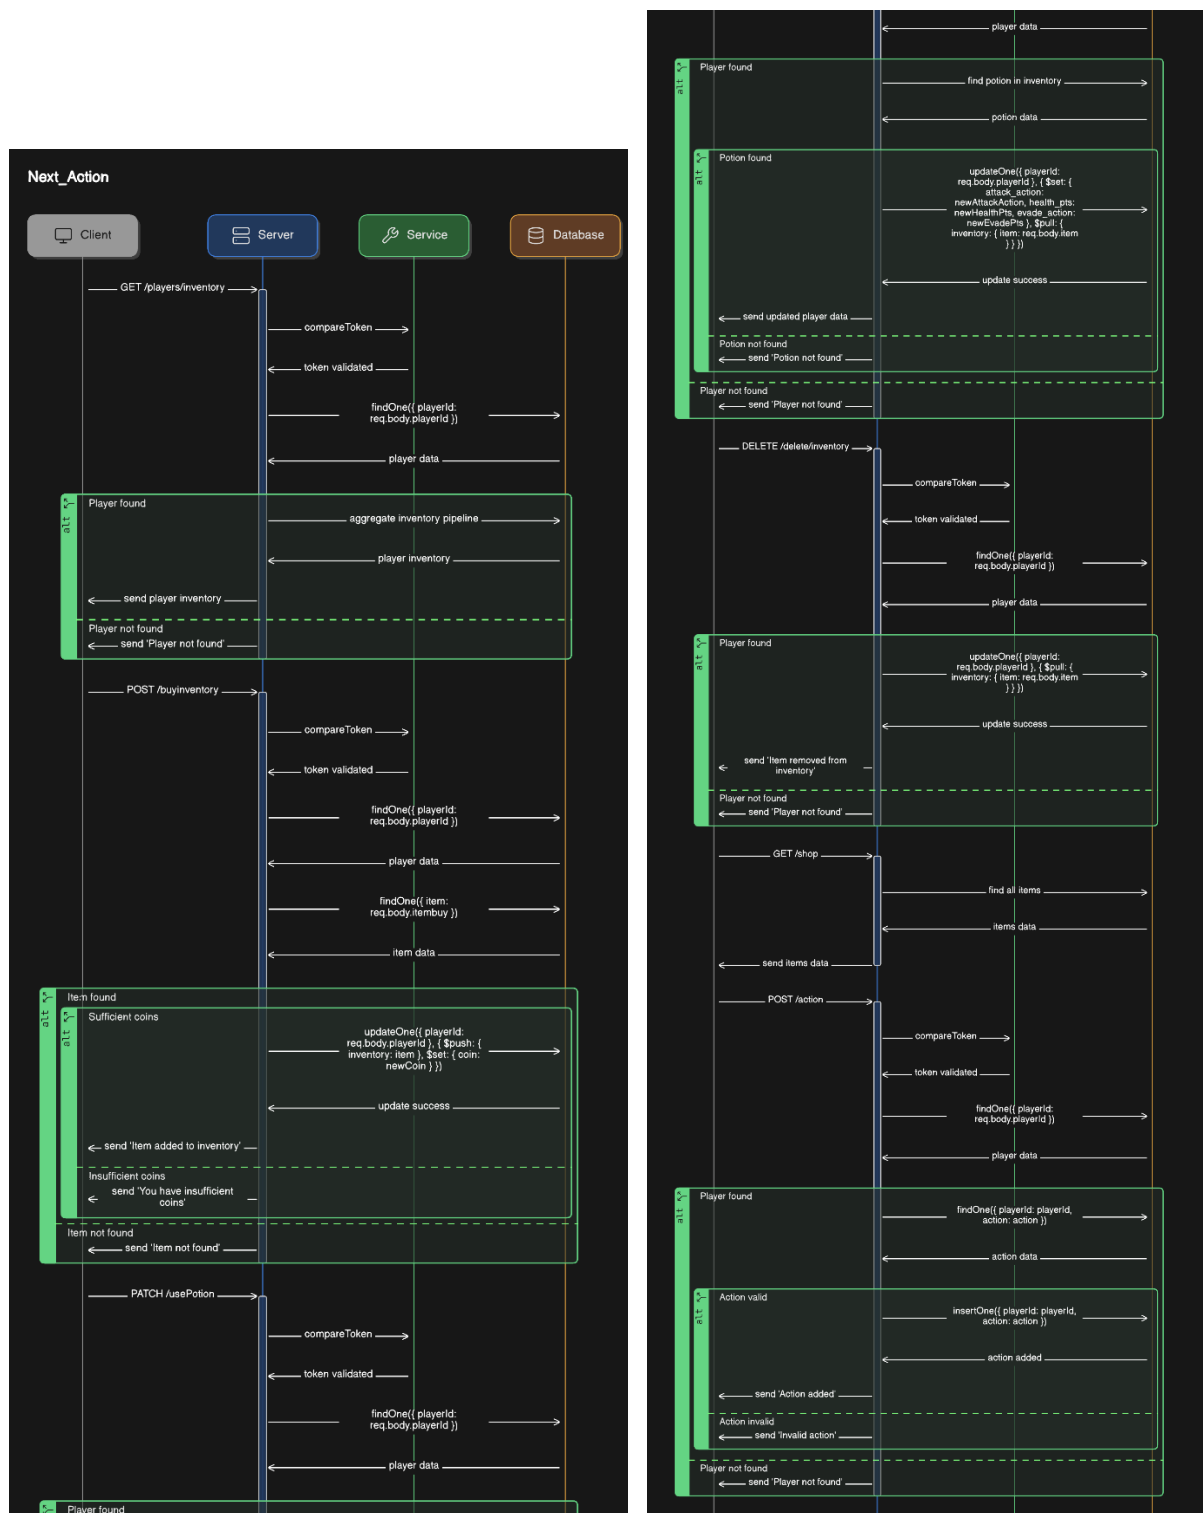 Next_Action
Client
Server
Service
Database
GET /players/inventory
compareToken
token validated
findOne({ playerId:
req.body.playerId })
player data
alt
Player found
aggregate inventory pipeline
player inventory
send player inventory
Player not found
send 'Player not found'
POST /buyinventory
compareToken
token validated
findOne({ playerId:
req.body.playerId })
player data
findOne({ item:
req.body.itembuy })
item data
alt
Item found
alt
Sufficient coins
updateOne({ playerId:
req.body.playerId }, { $push: {
inventory: item }, $set: { coin:
newCoin } })
update success
send 'Item added to inventory'
Insufficient coins
send 'You have insufficient
coins'
Item not found
send 'Item not found'
PATCH /usePotion
compareToken
token validated
findOne({ playerId:
req.body.playerId })
player data
Player found
player data
alt
Player found
find potion in inventory
potion data
alt
Potion found
updateOne({ playerId:
req.body.playerId }, { $set: {
attack_action:
newAttackAction, health_pts:
newHealthPts, evade_action:
newEvadePts }, $pull: {
inventory: { item: req.body.item
} } })
update success
send updated player data
Potion not found
send 'Potion not found'
Player not found
send 'Player not found'
DELETE /delete/inventory
compareToken
token validated
findOne({ playerId:
req.body.playerId })
player data
alt
Player found
updateOne({ playerId:
req.body.playerId }, { $pull: {
inventory: { item: req.body.item
} } })
update success
send 'Item removed from
inventory'
Player not found
send 'Player not found'
GET /shop
find all items
items data
send items data
POST /action
compareToken
token validated
findOne({ playerId:
req.body.playerId })
player data
alt
Player found
findOne({ playerId: playerId,
action: action })
action data
alt
Action valid
insertOne({ playerId: playerId,
action: action })
action added
send 'Action added'
Action invalid
send 'Invalid action'
Player not found
send 'Player not found'